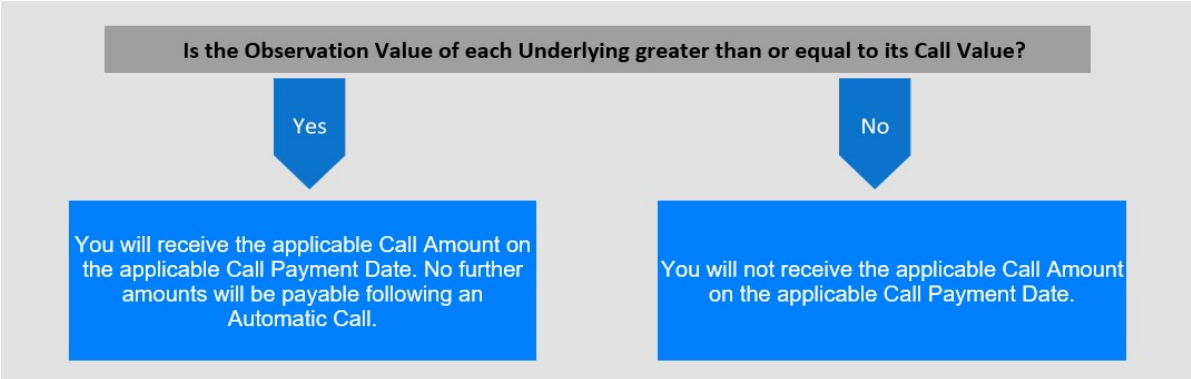 Is the Observation Value of each Underlying greater than or equal to its Call Value?
Yes
No
You will receive the applicable Call Amount on
the applicable Call Payment Date. No further
amounts will be payable following an
Automatic Call.
You will not receive the applicable Call Amount
on the applicable Call Payment Date.